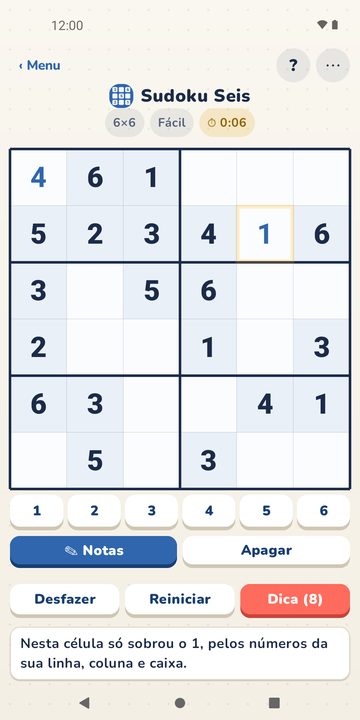 12:00
‹ Menu
?
...
Sudoku Seis
6×6
Fácil
0:06
4 6 1
5 2 3 4 1 6
3 5 6
2 1 3
6 3 4 1
5 3
1 2 3 4 5 6
Notas
Apagar
Desfazer
Reiniciar
Dica (8)
Nesta célula só sobrou o 1, pelos números da
sua linha, coluna e caixa.